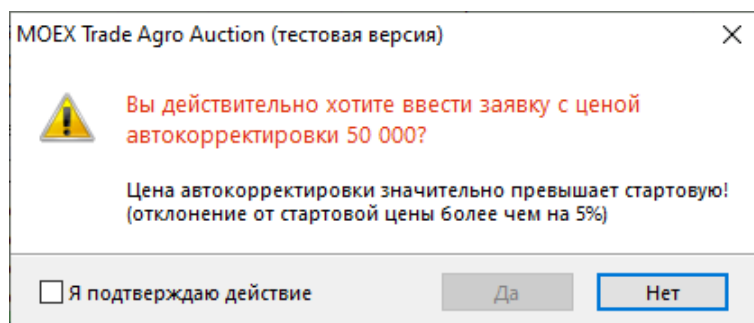 MOEX Trade Agro Auction (тестовая версия)
Вы действительно хотите ввести заявку с ценой
автокорректировки 50 000?
Цена автокорректировки значительно превышает стартовую!
(отклонение от стартовой цены более чем на 5%)
Я подтверждаю действие
Да
Нет